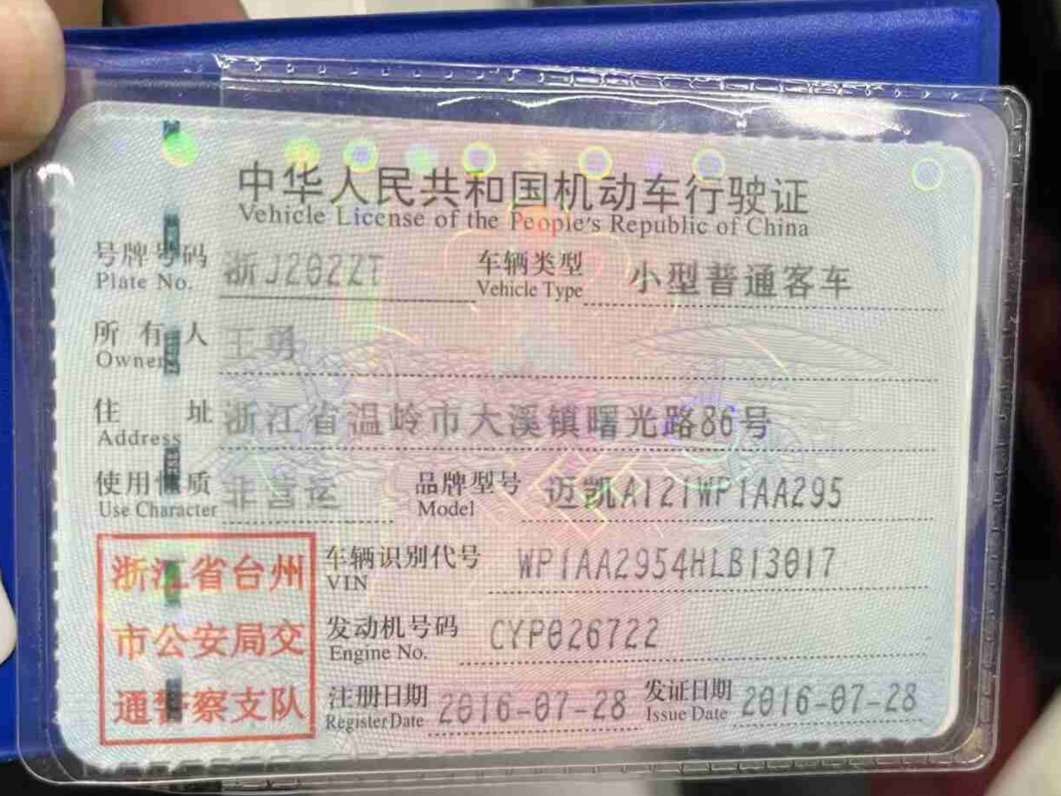 中华人民共和国机动车行驶证
Vehicle License of the People's Republic of China
号牌号码 浙J202ZT 车辆类型 小型普通客车
Plate No. Vehicle Type
所有人 王勇
Owner
住址 浙江省温岭市大溪镇曙光路86号
Address
使用性质 非营运 品牌型号 迈凯A121WP1AA295
Use Character Model
浙江省台州
市公安局交
通警察支队
车辆识别代号 WP1AA2954HLB13017
VIN
发动机号码 CYP026722
Engine No.
注册日期 2016-07-28 发证日期 2016-07-28
Register Date Issue Date